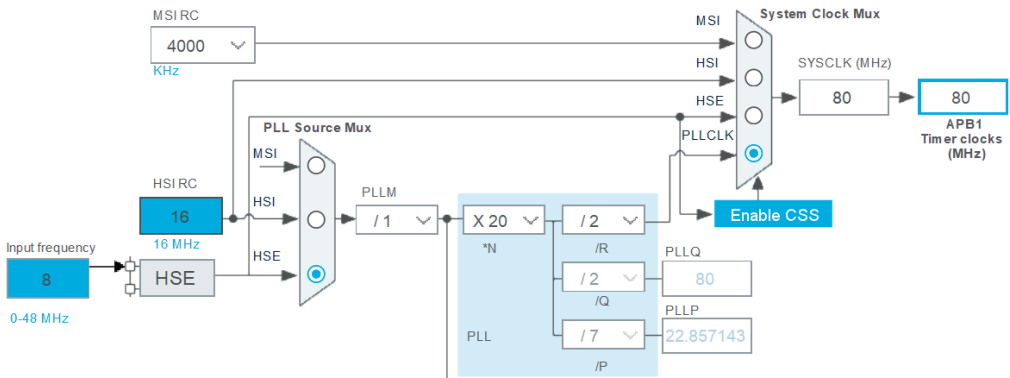 MSI RC
4000
KHz
System Clock Mux
MSI
HSI
HSE
PLLCLK
SYSCLK (MHz)
80
80
APB1
Timer clocks
(MHz)
Enable CSS
PLL Source Mux
MSI
HSI
HSE
HSI RC
16
16 MHz
Input frequency
8
0-48 MHz
HSE
PLLM
/ 1
X 20
*N
/ 2
/R
/ 2
/Q
/ 7
/P
PLL
PLLQ
80
PLLP
22.857143